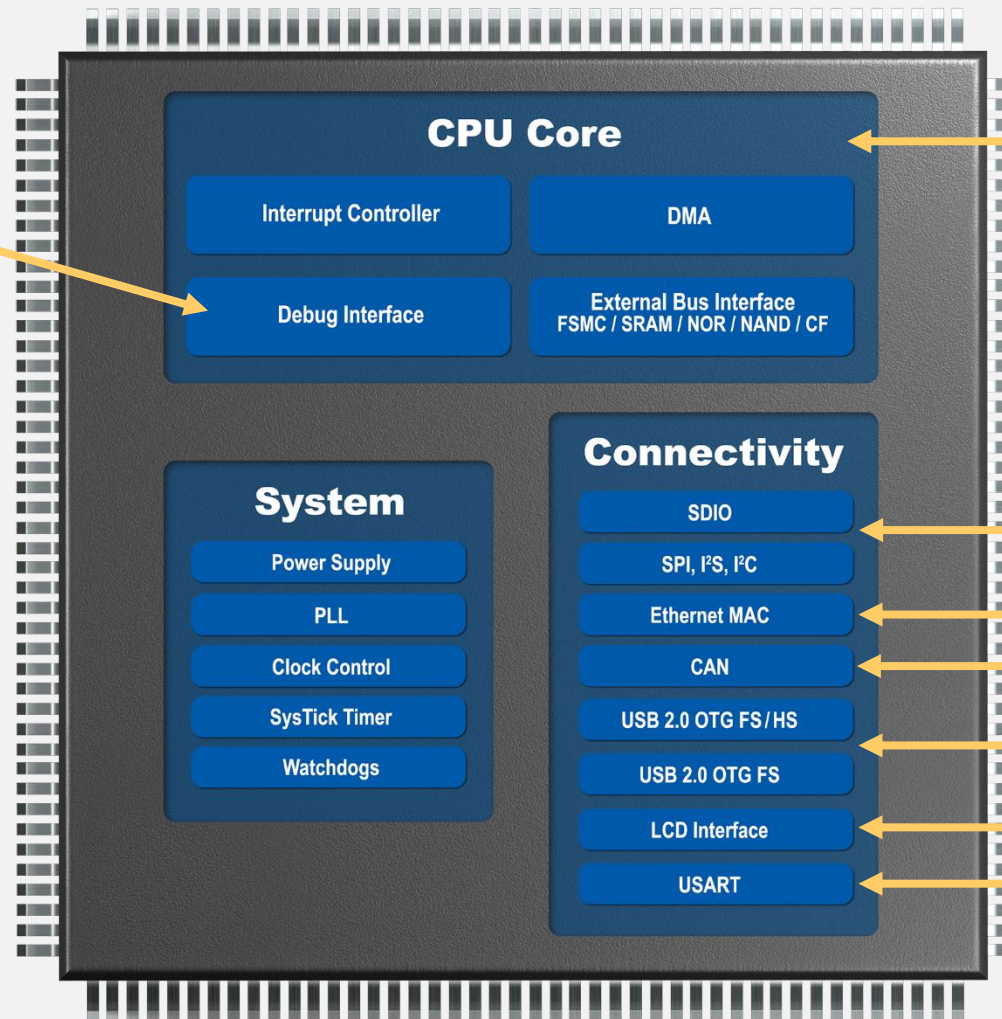 CPU Core
Interrupt Controller
DMA
Debug Interface
External Bus Interface
FSMC / SRAM / NOR / NAND / CF
System
Power Supply
PLL
Clock Control
SysTick Timer
Watchdogs
Connectivity
SDIO
SPI, I²S, I²C
Ethernet MAC
CAN
USB 2.0 OTG FS/HS
USB 2.0 OTG FS
LCD Interface
USART